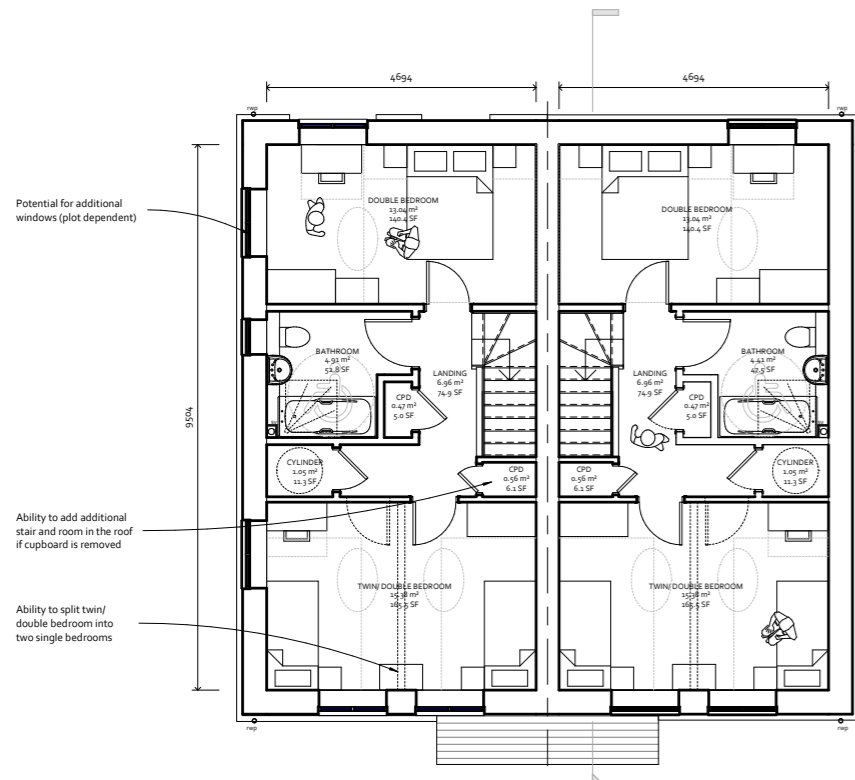 4694
4694
rwp
rwp
Potential for additional
windows (plot dependent)
DOUBLE BEDROOM
13.04 m²
140.4 SF
DOUBLE BEDROOM
13.04 m²
140.4 SF
9504
BATHROOM
4.91 m²
52.8 SF
LANDING
6.96 m²
74.9 SF
CPD
0.47 m²
5.0 SF
LANDING
6.96 m²
74.9 SF
CPD
0.47 m²
5.0 SF
BATHROOM
4.41 m²
47.5 SF
CYLINDER
1.05 m²
11.3 SF
CPD
0.56 m²
6.1 SF
CPD
0.56 m²
6.1 SF
CYLINDER
1.05 m²
11.3 SF
Ability to add additional
stair and room in the roof
if cupboard is removed
TWIN/ DOUBLE BEDROOM
15.38 m²
165.5 SF
TWIN/ DOUBLE BEDROOM
15.38 m²
165.5 SF
Ability to split twin/
double bedroom into
two single bedrooms
rwp
rwp